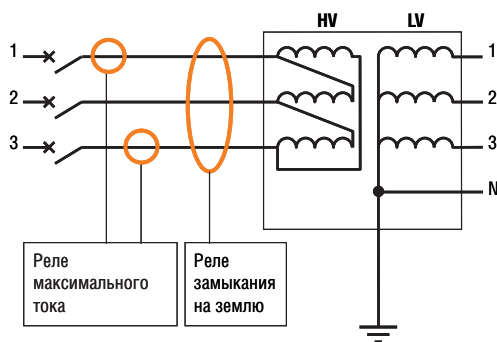 HV LV
1 1
2 2
3 3
N
Реле
максимального
тока
Реле
замыкания
на землю